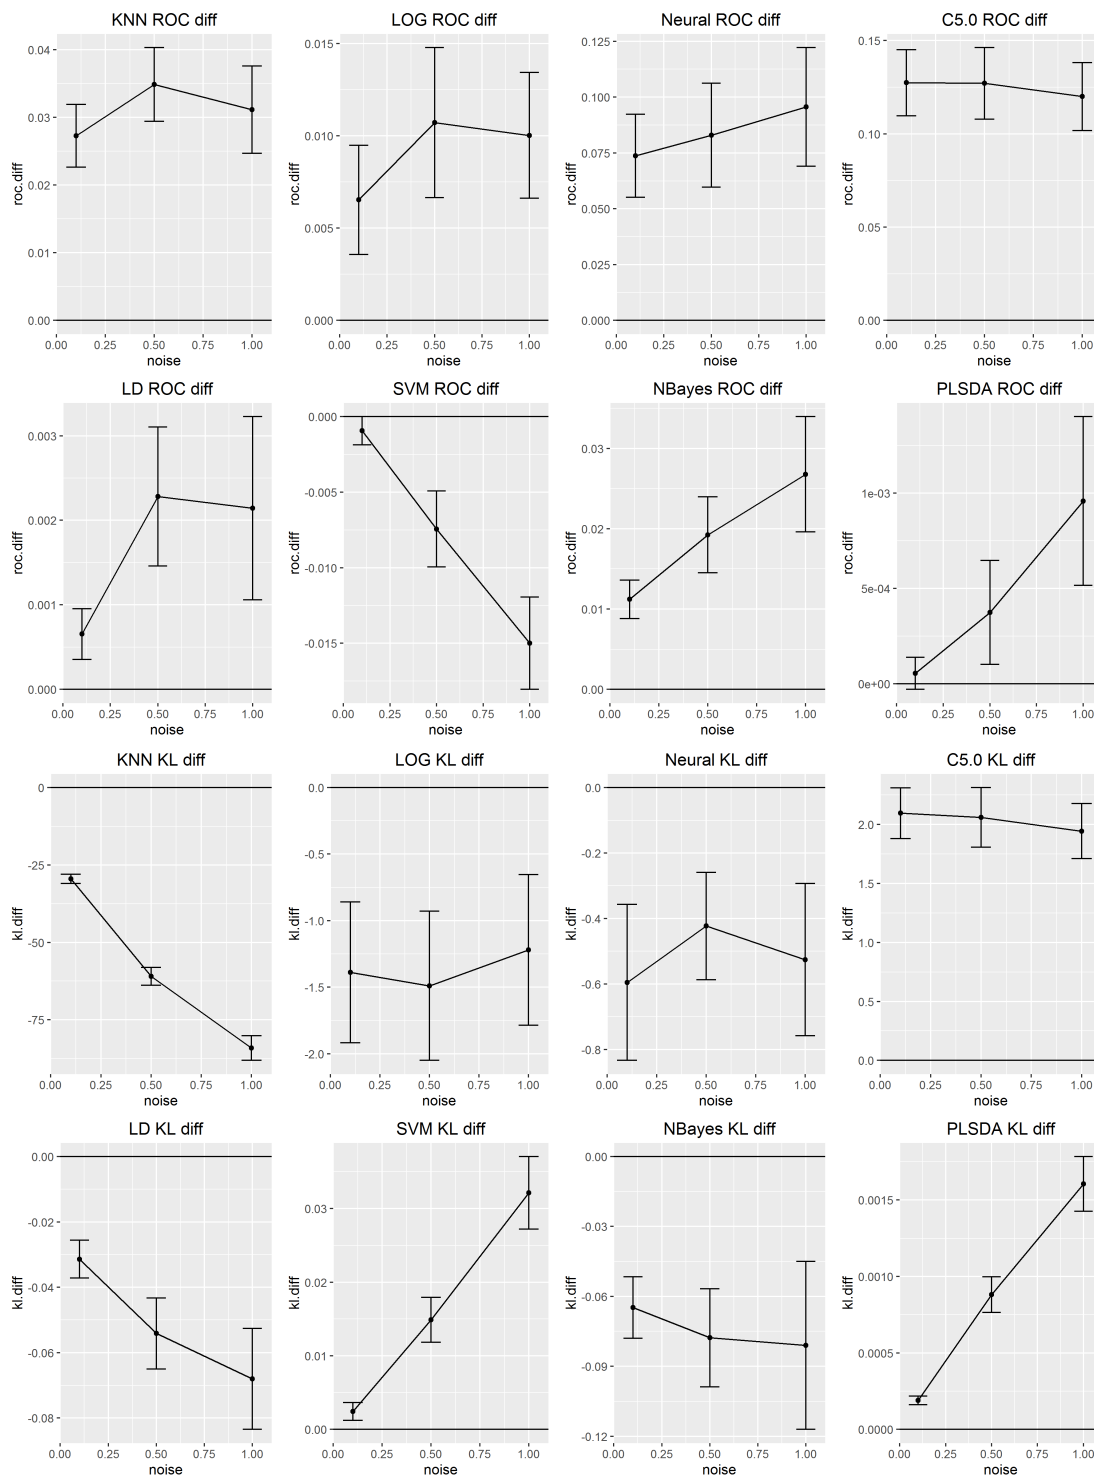 KNN ROC diff
roc.diff
0.04
0.03
0.02
0.01
0.00
0.00 0.25 0.50 0.75 1.00
noise
LOG ROC diff
roc.diff
0.015
0.010
0.005
0.000
0.00 0.25 0.50 0.75 1.00
noise
Neural ROC diff
roc.diff
0.125
0.100
0.075
0.050
0.025
0.000
0.00 0.25 0.50 0.75 1.00
noise
C5.0 ROC diff
roc.diff
0.15
0.10
0.05
0.00
0.00 0.25 0.50 0.75 1.00
noise
LD ROC diff
roc.diff
0.003
0.002
0.001
0.000
0.00 0.25 0.50 0.75 1.00
noise
SVM ROC diff
roc.diff
0.000
-0.005
-0.010
-0.015
0.00 0.25 0.50 0.75 1.00
noise
NBayes ROC diff
roc.diff
0.03
0.02
0.01
0.00
0.00 0.25 0.50 0.75 1.00
noise
PLSDA ROC diff
roc.diff
1e-03
5e-04
0e+00
0.00 0.25 0.50 0.75 1.00
noise
KNN KL diff
kl.diff
0
-25
-50
-75
0.00 0.25 0.50 0.75 1.00
noise
LOG KL diff
kl.diff
0.0
-0.5
-1.0
-1.5
-2.0
0.00 0.25 0.50 0.75 1.00
noise
Neural KL diff
kl.diff
0.0
-0.2
-0.4
-0.6
-0.8
0.00 0.25 0.50 0.75 1.00
noise
C5.0 KL diff
kl.diff
2.0
1.5
1.0
0.5
0.0
0.00 0.25 0.50 0.75 1.00
noise
LD KL diff
kl.diff
0.00
-0.02
-0.04
-0.06
-0.08
0.00 0.25 0.50 0.75 1.00
noise
SVM KL diff
kl.diff
0.03
0.02
0.01
0.00
0.00 0.25 0.50 0.75 1.00
noise
NBayes KL diff
kl.diff
0.00
-0.03
-0.06
-0.09
-0.12
0.00 0.25 0.50 0.75 1.00
noise
PLSDA KL diff
kl.diff
0.0015
0.0010
0.0005
0.0000
0.00 0.25 0.50 0.75 1.00
noise